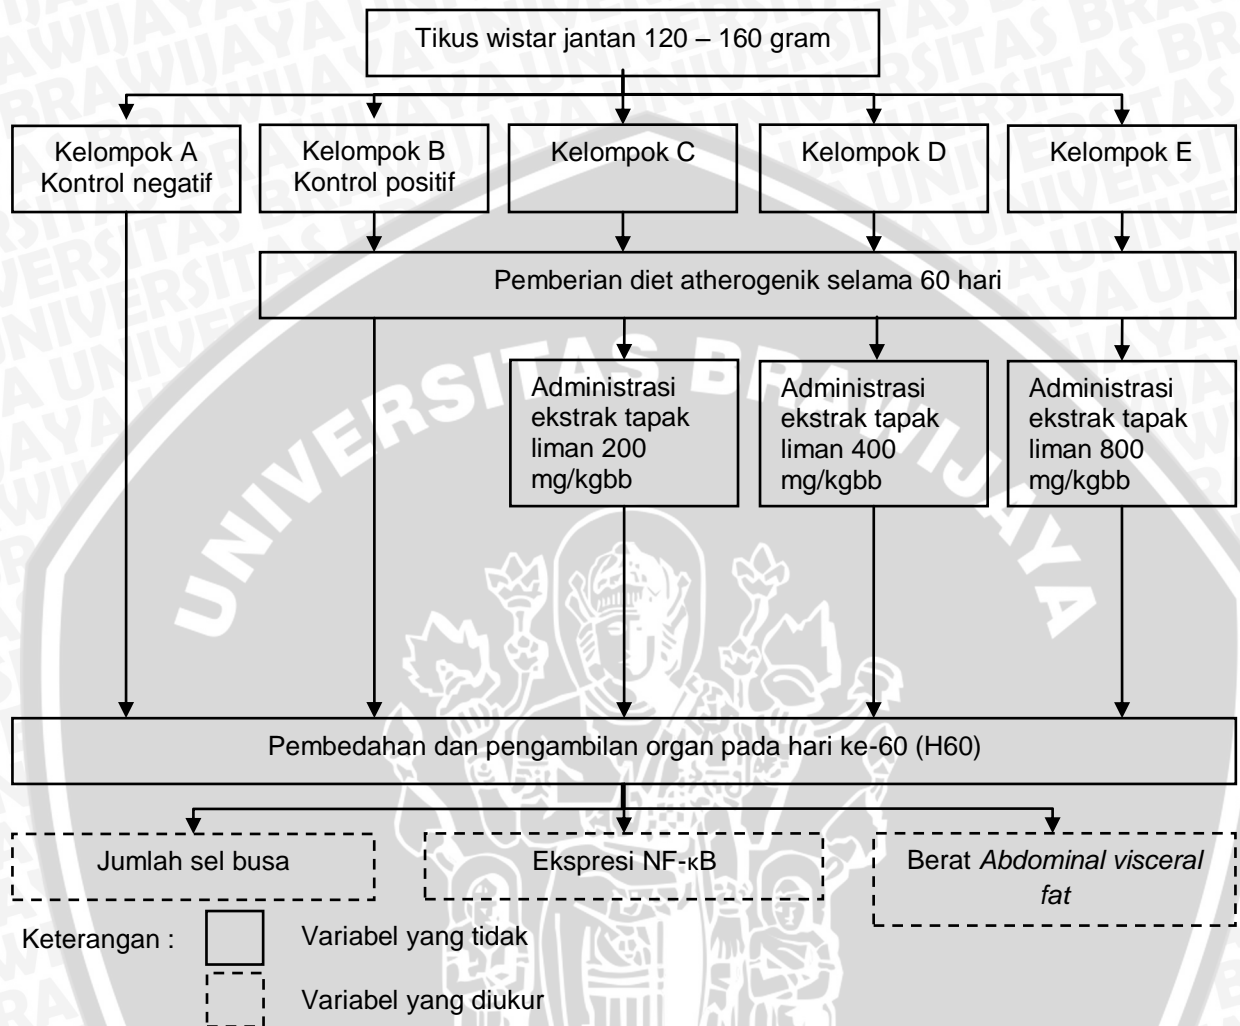 Tikus wistar jantan 120 – 160 gram
Kelompok A
Kontrol negatif
Kelompok B
Kontrol positif
Kelompok C
Kelompok D
Kelompok E
Pemberian diet atherogenik selama 60 hari
Administrasi
ekstrak tapak
liman 200
mg/kgbb
Administrasi
ekstrak tapak
liman 400
mg/kgbb
Administrasi
ekstrak tapak
liman 800
mg/kgbb
UNIVERSITAS BRAWIJAYA
Pembedahan dan pengambilan organ pada hari ke-60 (H60)
Jumlah sel busa
Ekspresi NF-κB
Berat Abdominal visceral
fat
Keterangan :
Variabel yang tidak
Variabel yang diukur